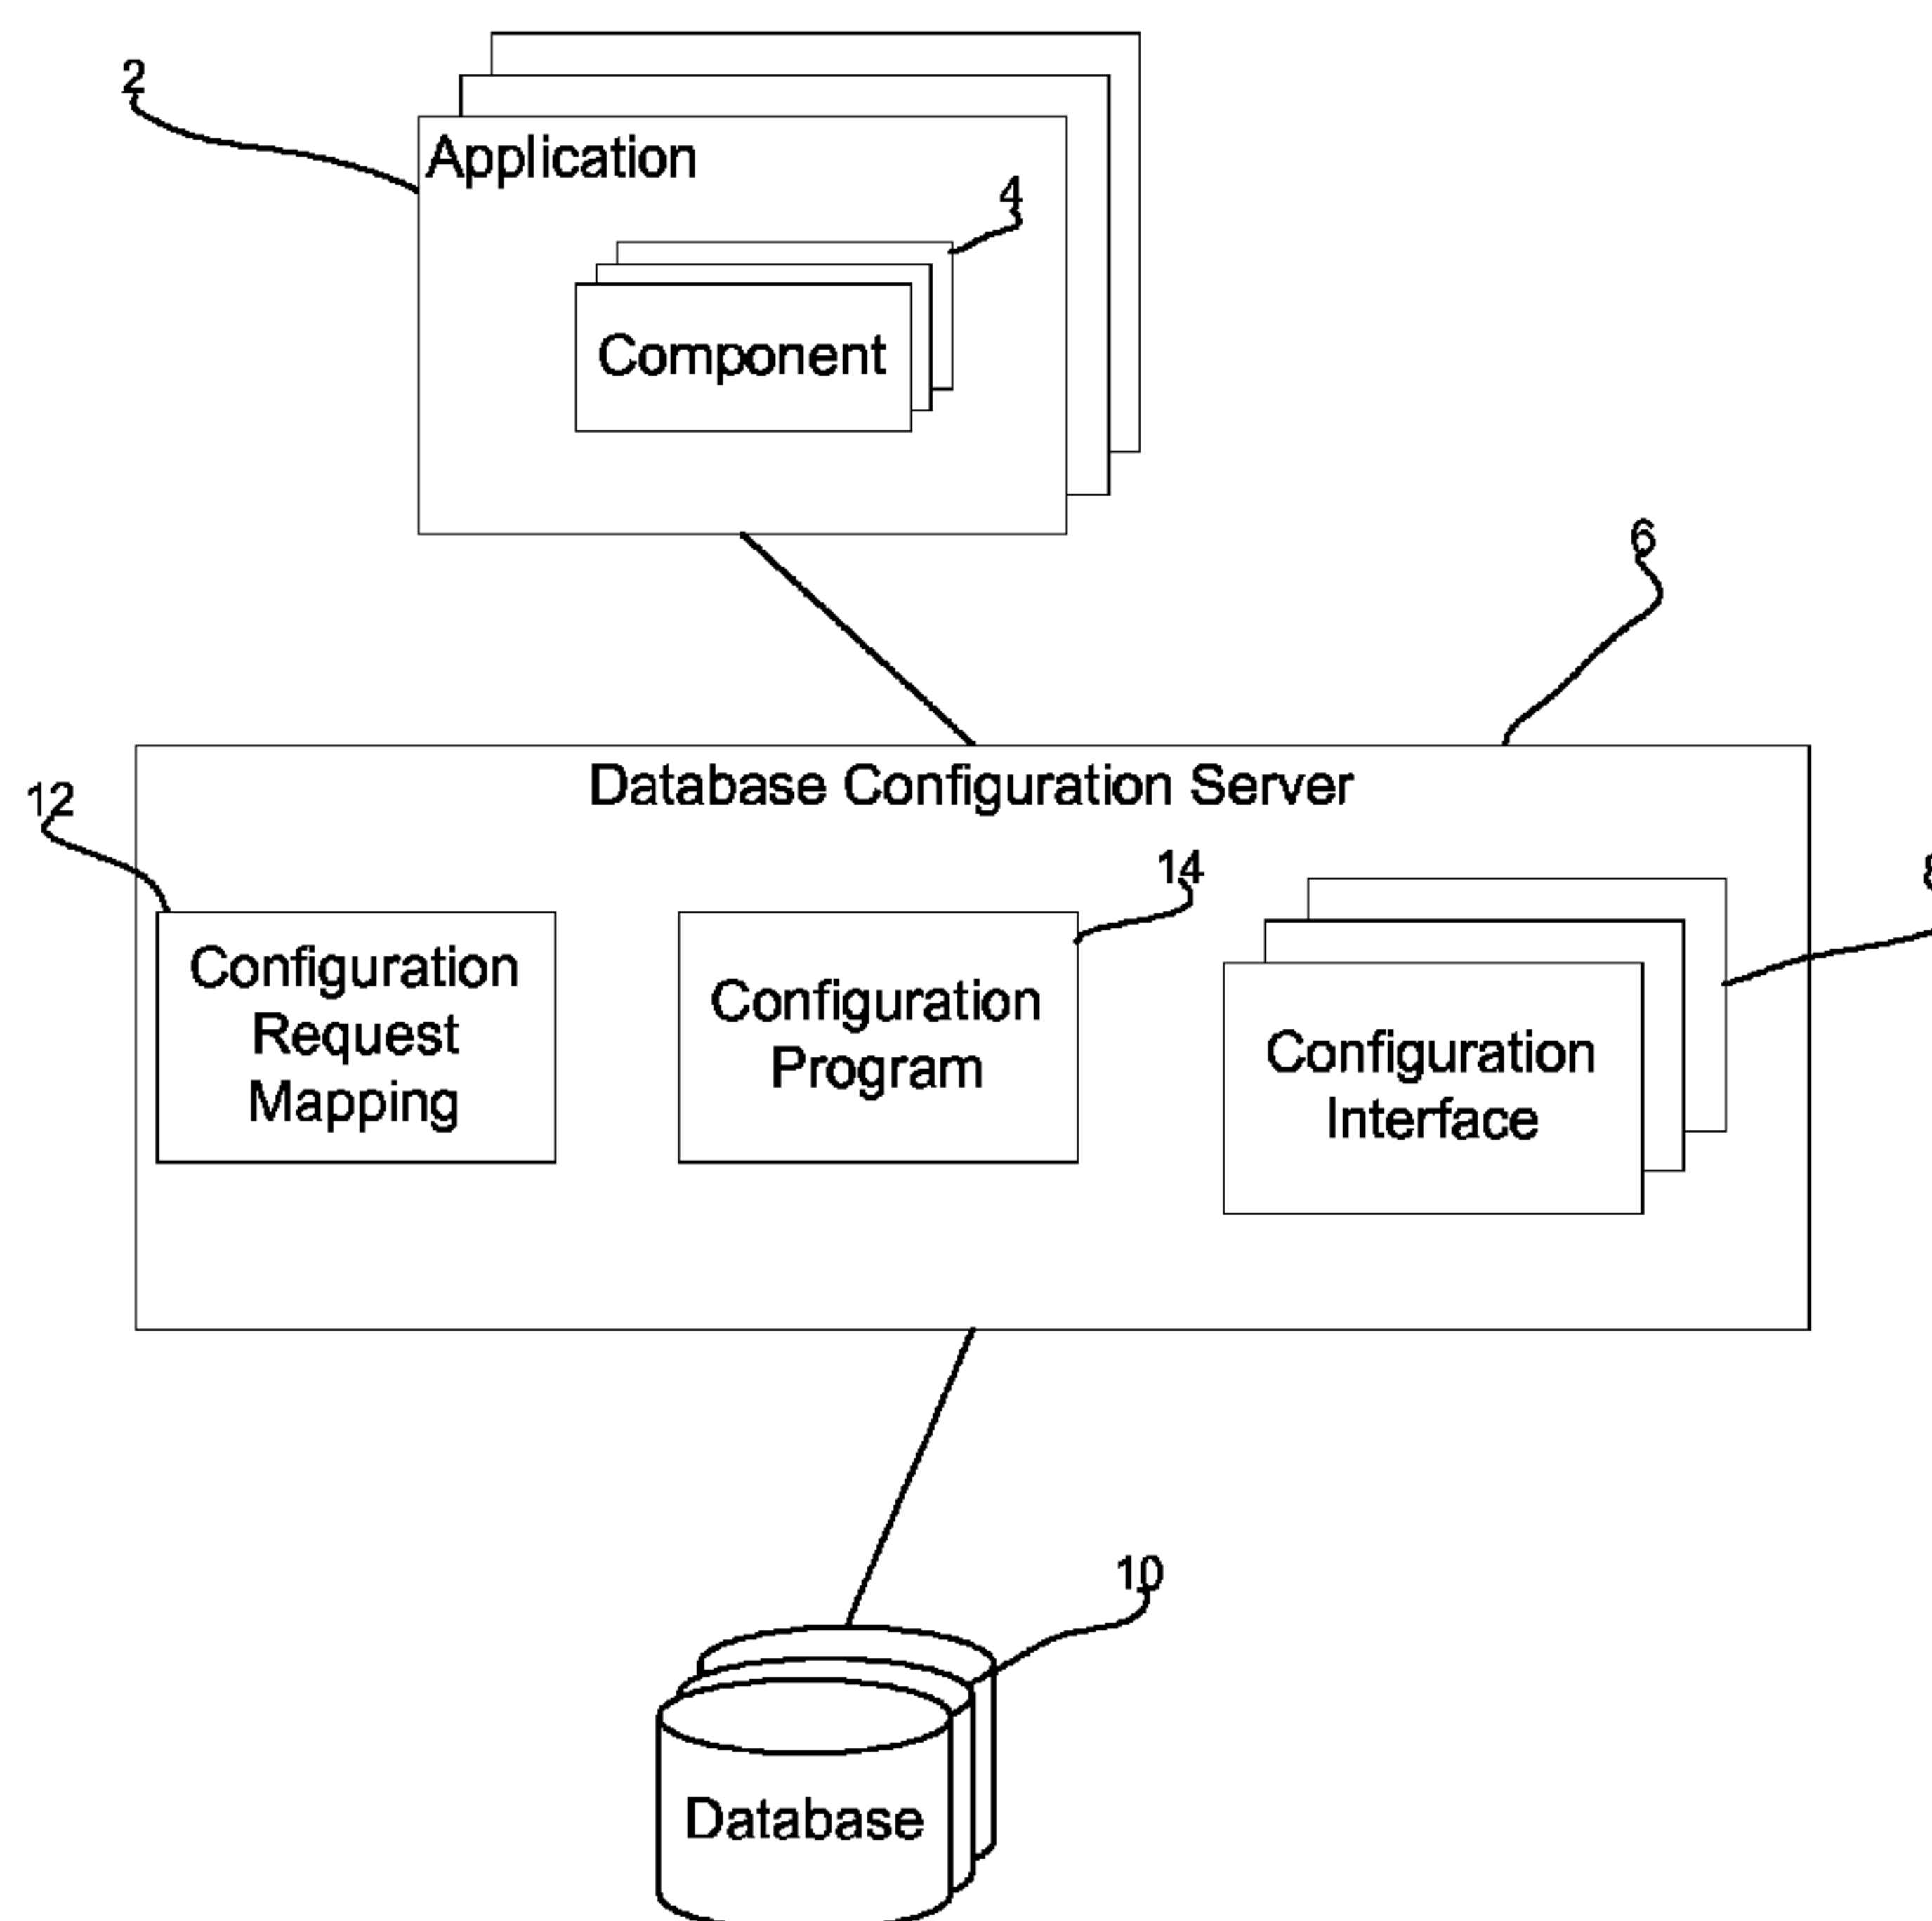 2
Application
4
Component
6
Database Configuration Server
12
14
Configuration
Request
Mapping
Configuration
Program
Configuration
Interface
10
Database